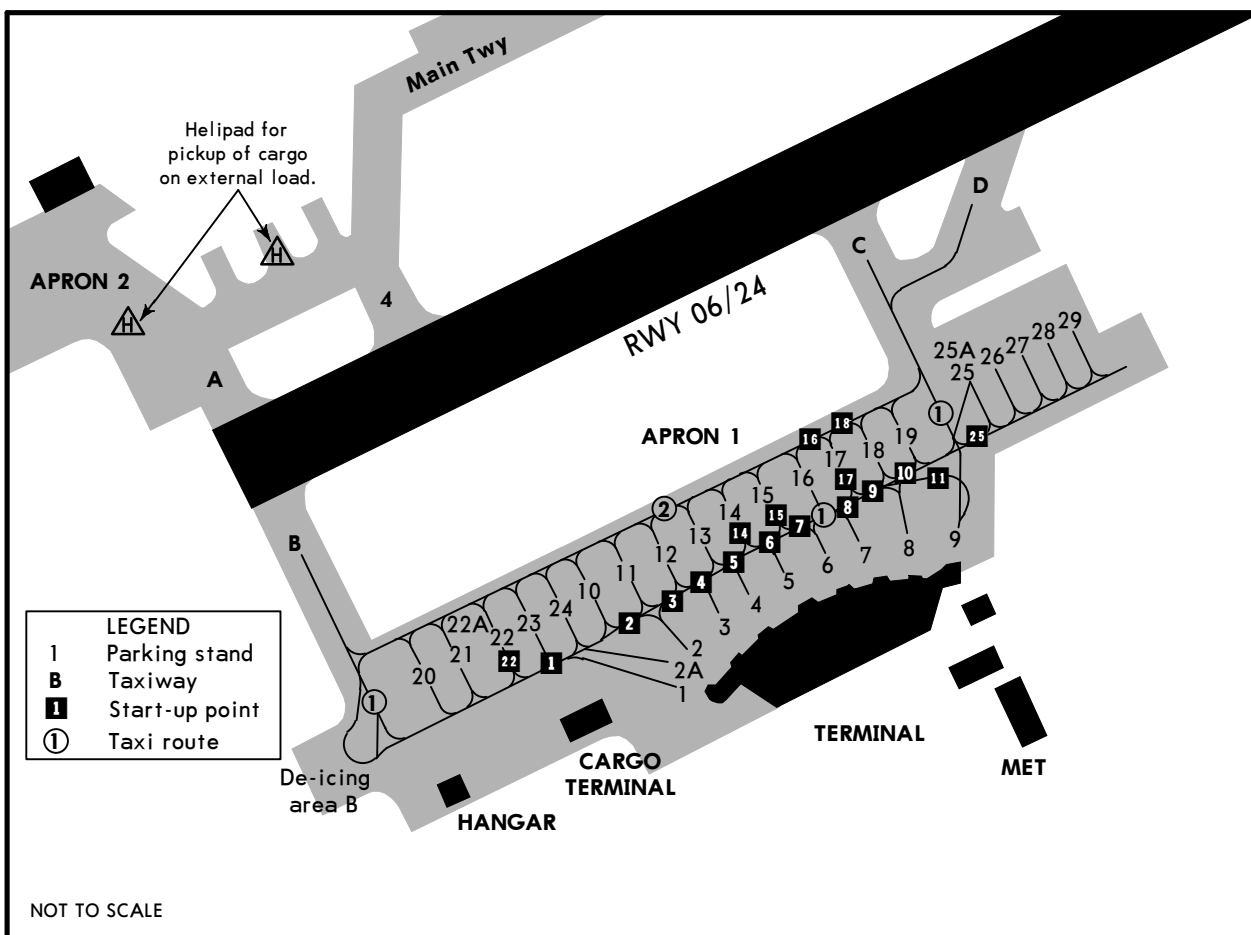 Main Twy
Helipad for
pickup of cargo
on external load.
H
H
APRON 2
4
A
D
C
RWY 06/24
APRON 1
B
25A
25
26
27
28
29
1
25
16
18
17
18
19
10
11
17
9
8
1
2
14
15
16
14
15
7
6
5
4
3
2
12
13
10
11
22A
22
23
24
20
21
22
1
1
9
8
7
6
5
4
3
2
2A
1
LEGEND
1 Parking stand
B Taxiway
1 Start-up point
1 Taxi route
De-icing
area B
CARGO
TERMINAL
HANGAR
TERMINAL
MET
NOT TO SCALE